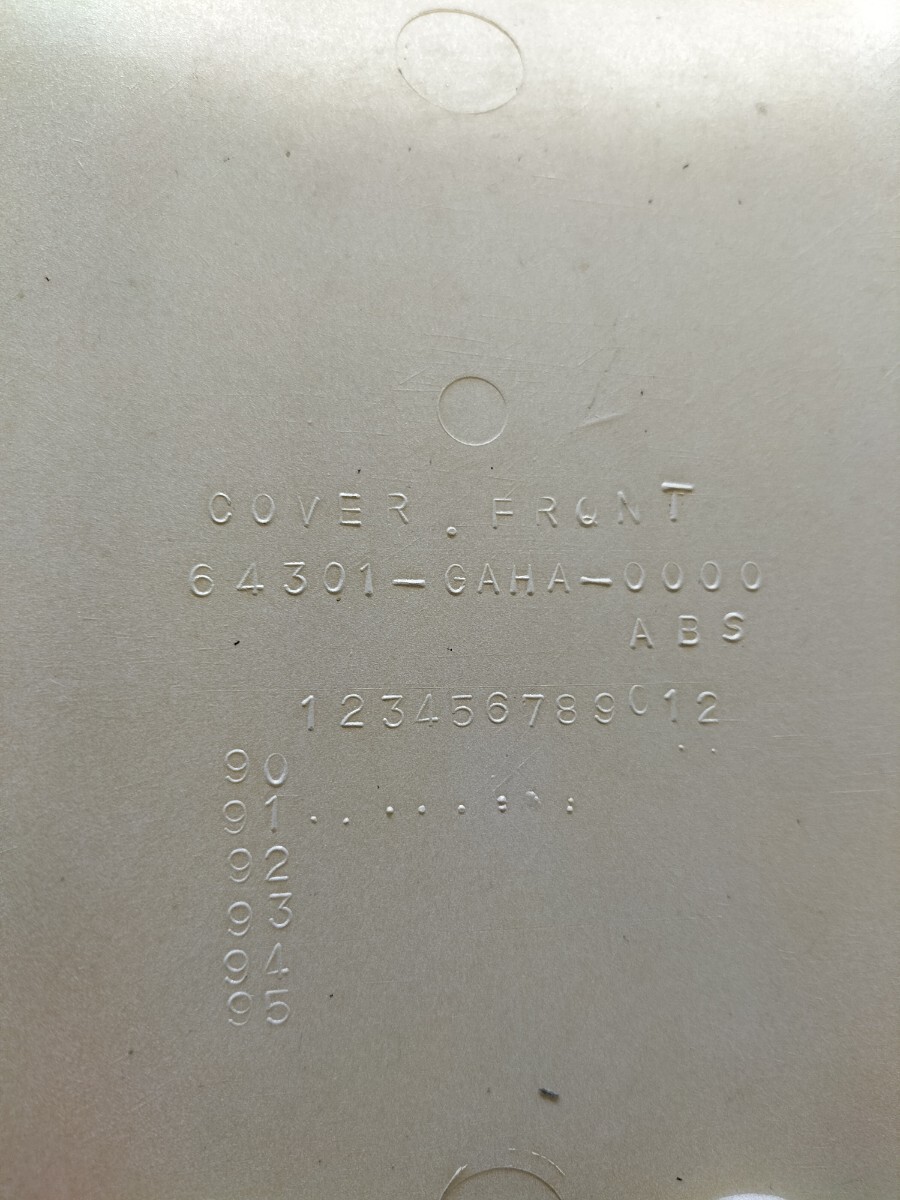 COVER. FRONT
64301-GAHA-0000
ABS
123456789012
90 ..
91 . . . . . : . :
92
93
94
95